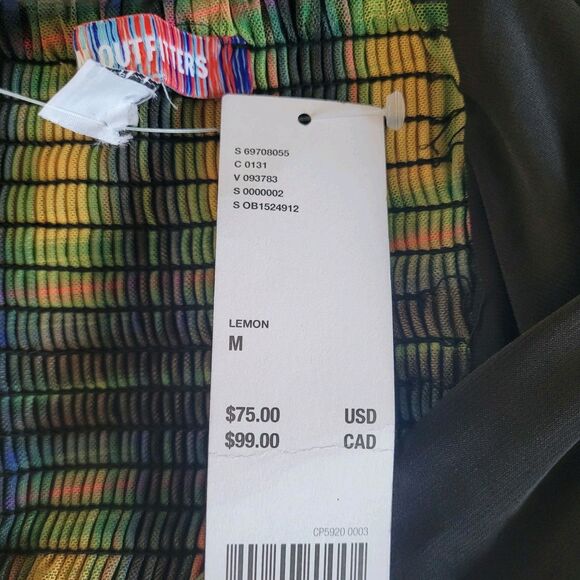 OUTFITTERS
S 69708055
C 0131
V 093783
S 0000002
S OB1524912
LEMON
M
$75.00 USD
$99.00 CAD
CP5920 0003